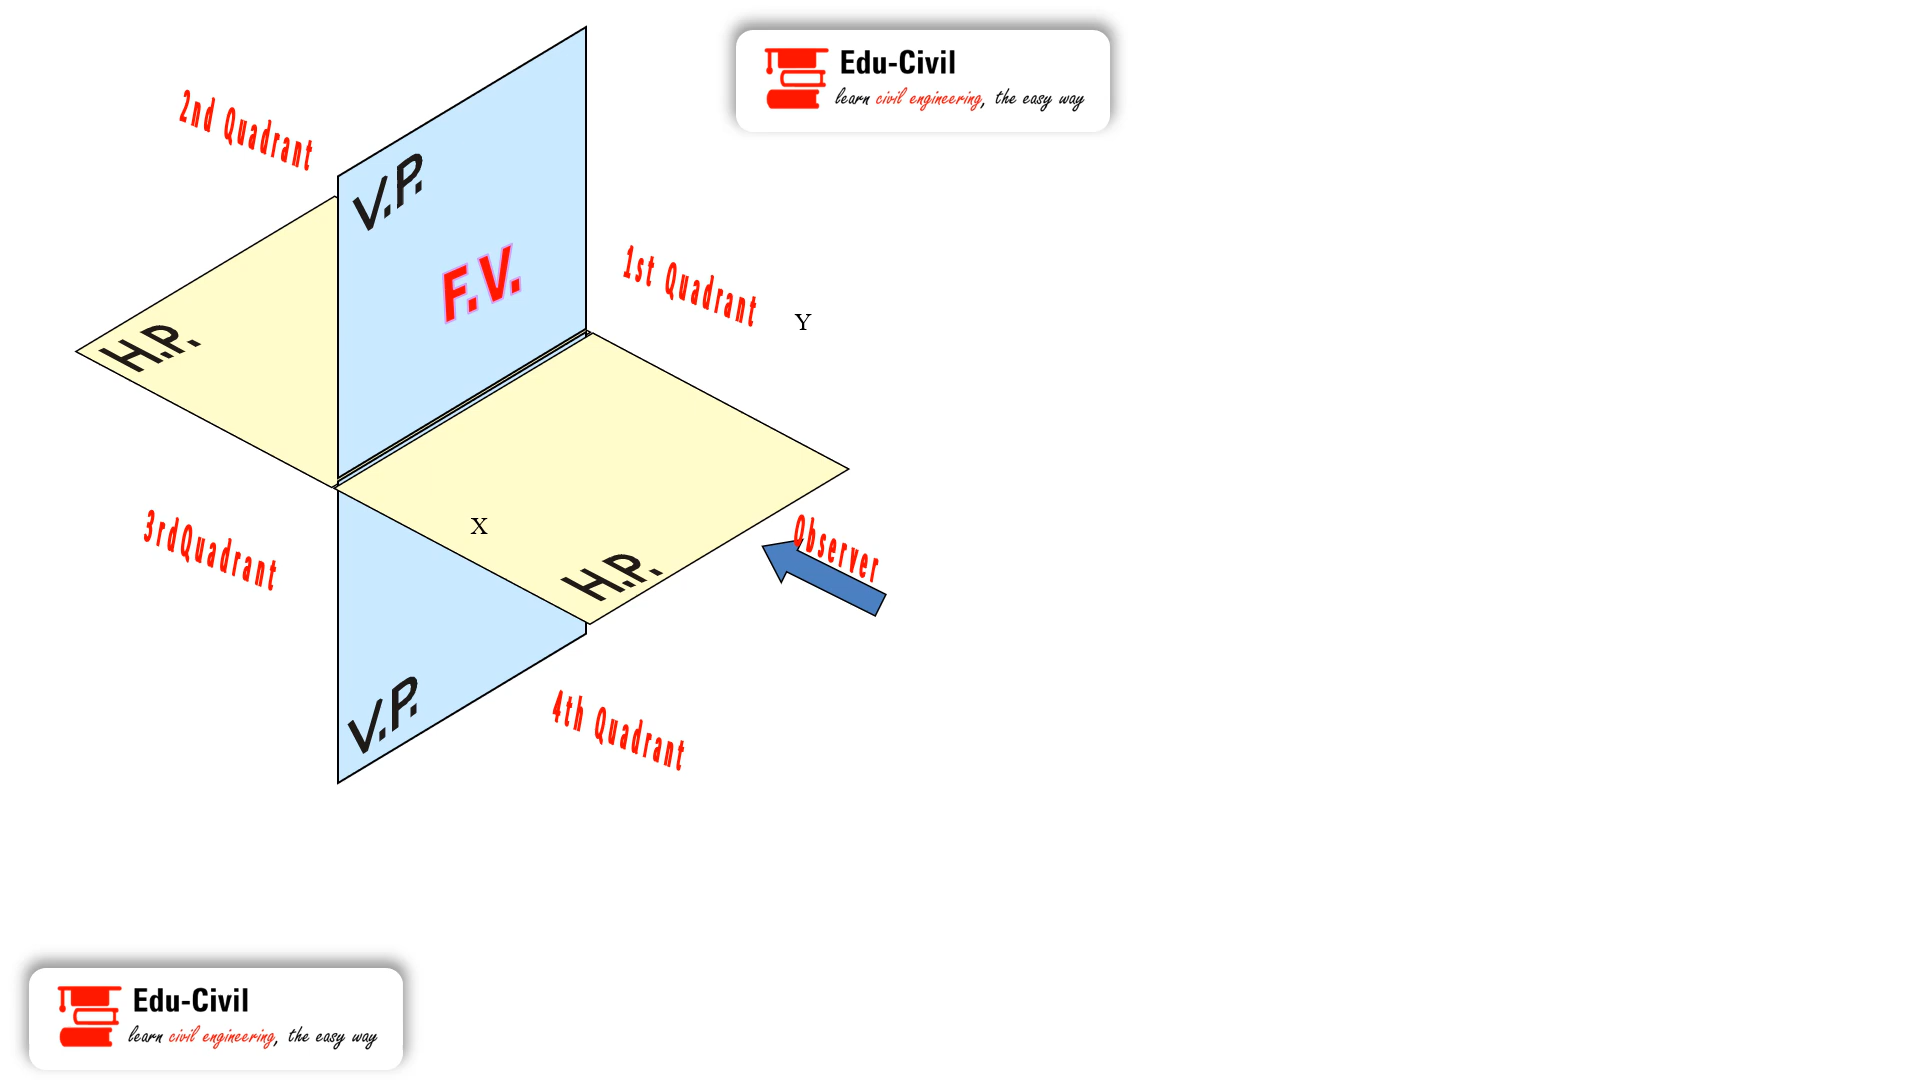 Edu-Civil
learn civil engineering, the easy way
2nd Quadrant
V.P.
F.V.
1st Quadrant
Y
H.P.
3rdQuadrant
X
Observer
H.P.
V.P.
4th Quadrant
Edu-Civil
learn civil engineering, the easy way